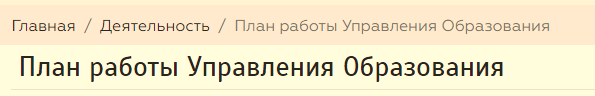 Главная / Деятельность / План работы Управления Образования
План работы Управления Образования